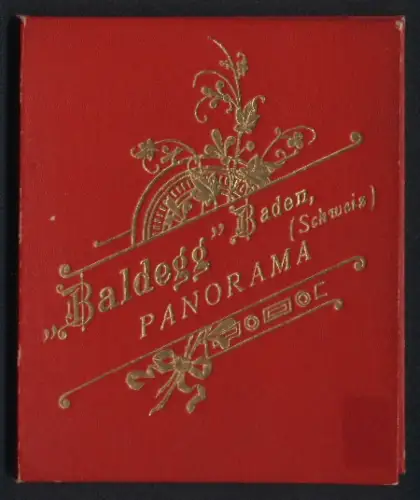 „Baldegg” Baden,
(Schweiz)
PANORAMA